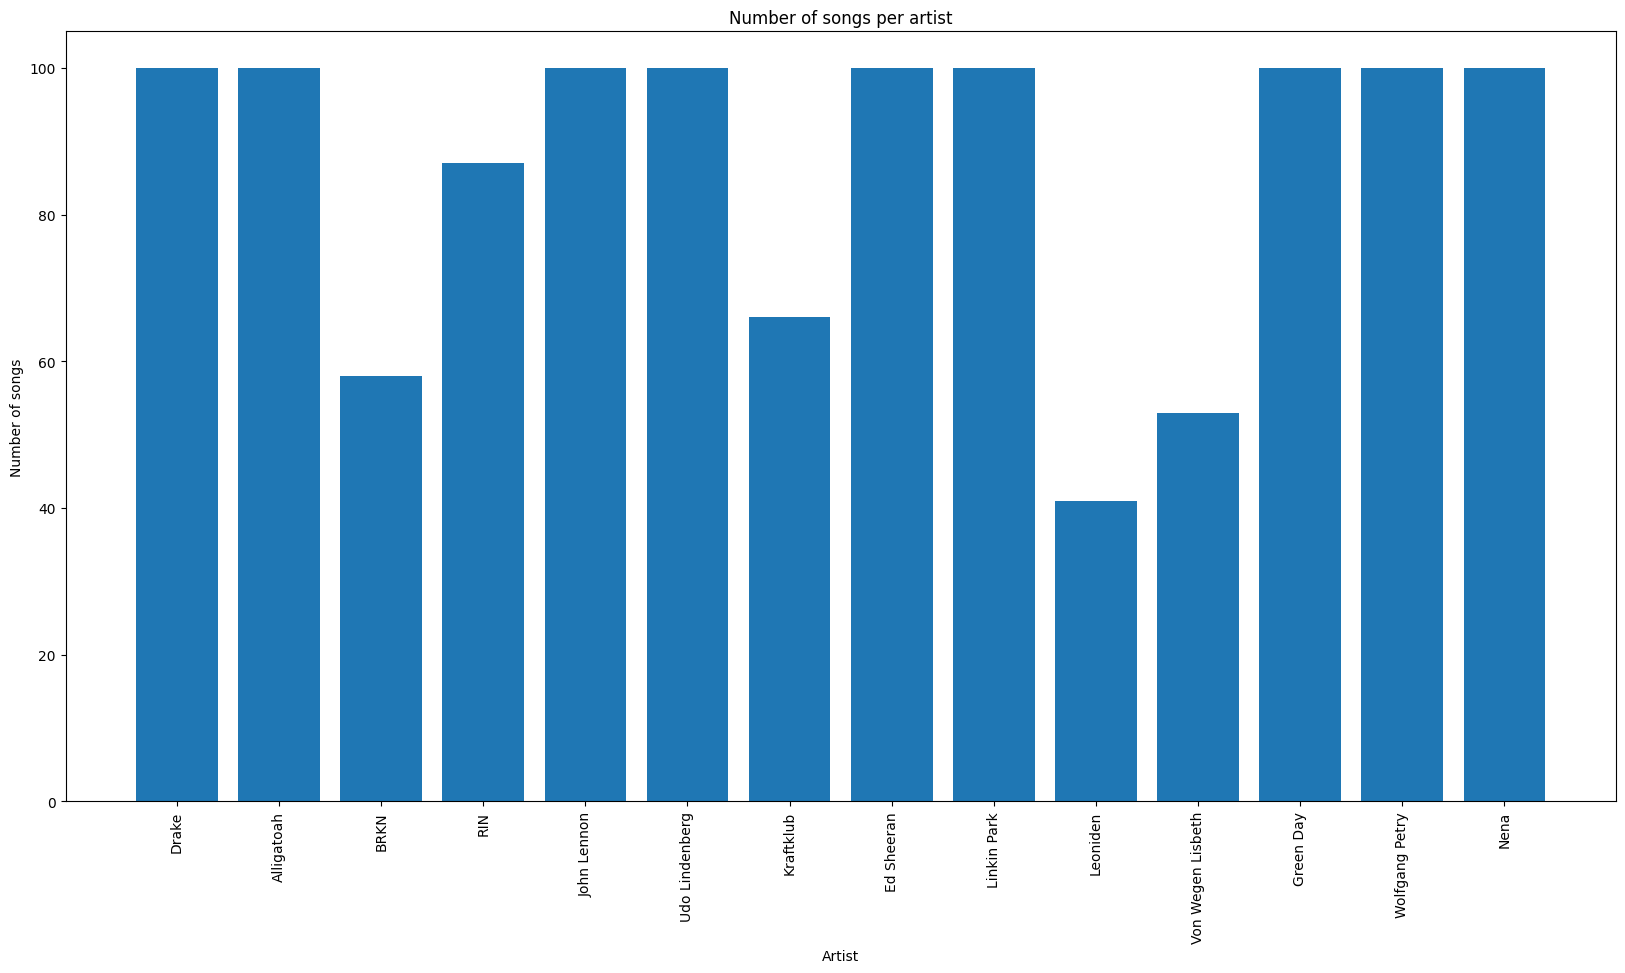 Number of songs per artist
Number of songs
100
80
60
40
20
0
Drake
Alligatoah
BRKN
RIN
John Lennon
Udo Lindenberg
Kraftklub
Ed Sheeran
Linkin Park
Leoniden
Von Wegen Lisbeth
Green Day
Wolfgang Petry
Nena
Artist